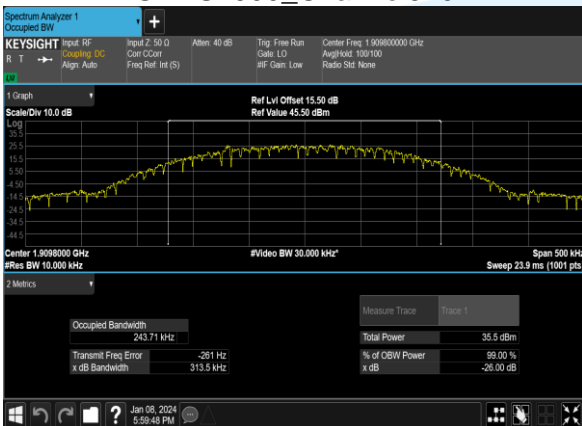 Spectrum Analyzer 1
Occupied BW
+
KEYSIGHT
R T
LW
Input: RF
Coupling: DC
Align: Auto
Input Z: 50 Ω
Corr CCorr
Freq Ref: Int (S)
Atten: 40 dB
Trig: Free Run
Gate: LO
#IF Gain: Low
Center Freq: 1.909800000 GHz
Avg|Hold: 100/100
Radio Std: None
1 Graph
Scale/Div 10.0 dB
Ref Lvl Offset 15.50 dB
Ref Value 45.50 dBm
Log
35.5
25.5
15.5
5.50
-4.50
-14.5
-24.5
-34.5
-44.5
Center 1.9098000 GHz
#Res BW 10.000 kHz
#Video BW 30.000 kHz*
Span 500 kHz
Sweep 23.9 ms (1001 pts)
2 Metrics
Measure Trace
Trace 1
Occupied Bandwidth
243.71 kHz
Total Power
35.5 dBm
Transmit Freq Error
-261 Hz
% of OBW Power
99.00 %
x dB Bandwidth
313.5 kHz
x dB
-26.00 dB
?
Jan 08, 2024
5:59:48 PM